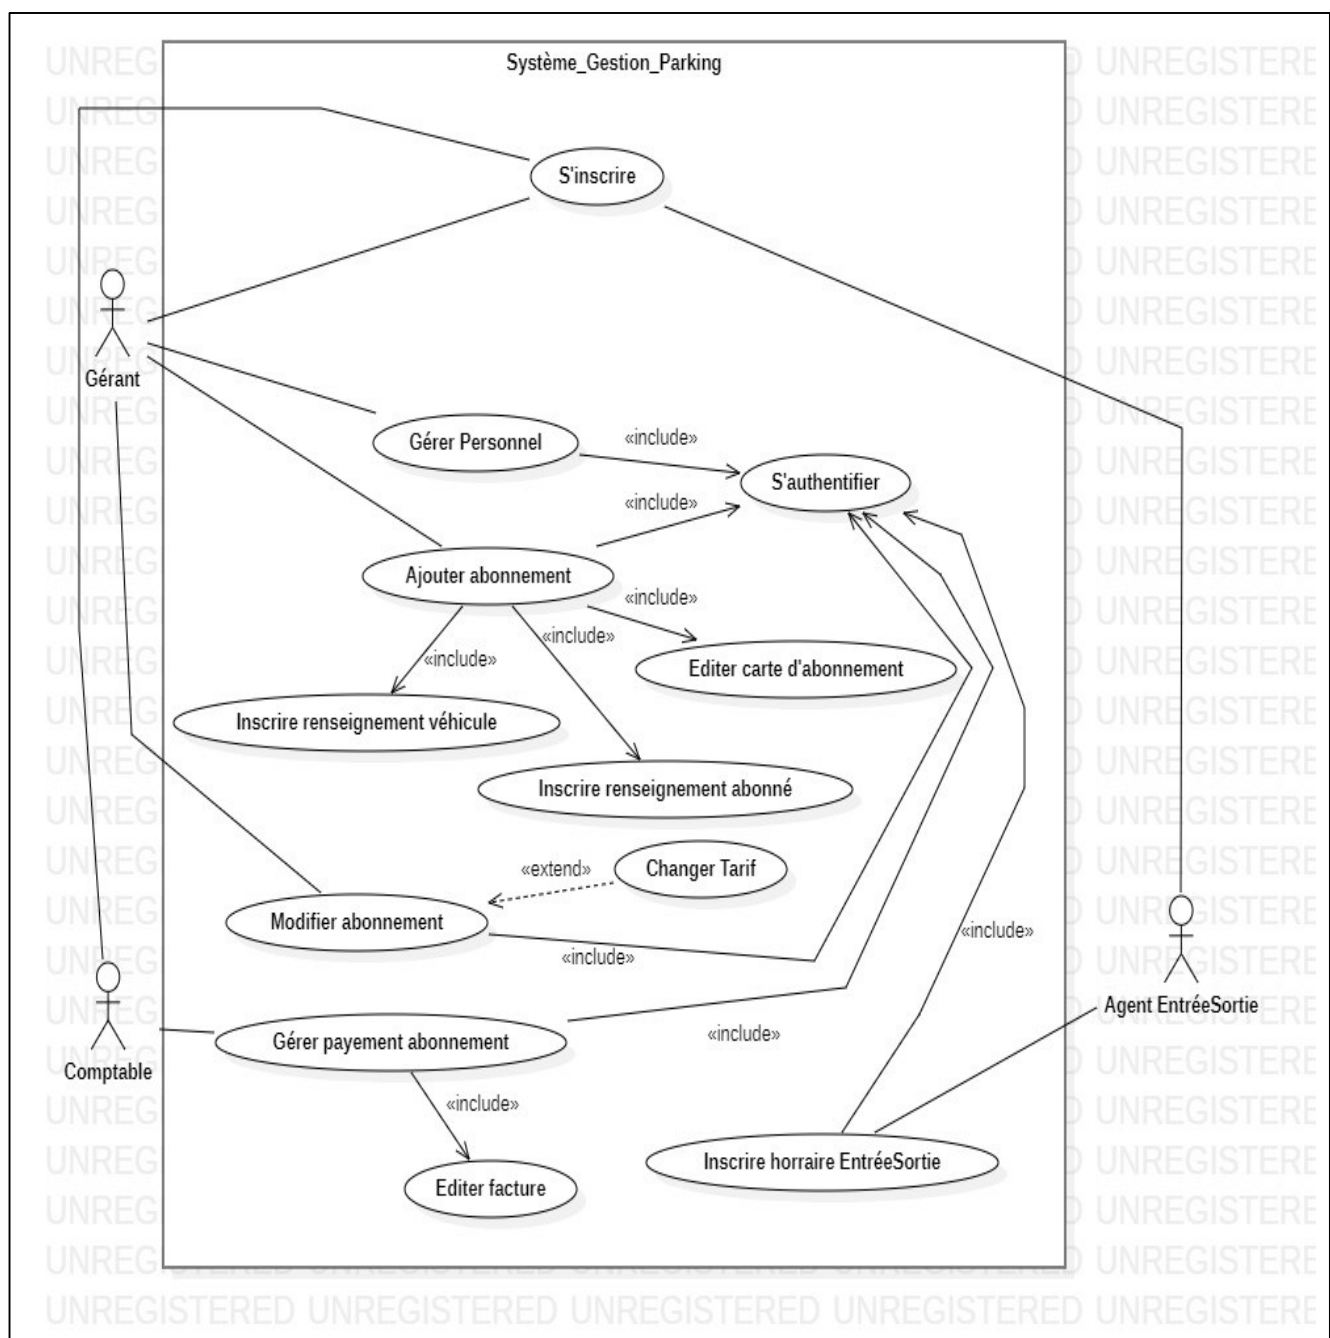 Système_Gestion_Parking
S'inscrire
Gérant
Gérer Personnel
«include»
S'authentifier
«include»
Ajouter abonnement
«include»
«include»
«include»
Editer carte d'abonnement
Inscrire renseignement véhicule
Inscrire renseignement abonné
«extend»
Changer Tarif
Modifier abonnement
«include»
«include»
Agent EntréeSortie
Gérer payement abonnement
«include»
Comptable
«include»
Inscrire horraire EntréeSortie
Editer facture
UNREGISTERED UNREGISTERED UNREGISTERED UNREGISTERED UNREGISTERE